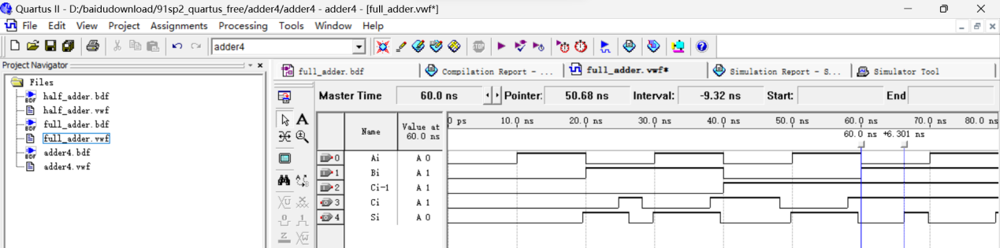 Quartus II - D:/baidudownload/91sp2_quartus_free/adder4/adder4 - adder4 - [full_adder.vwf*]
File Edit View Project Assignments Processing Tools Window Help
adder4
Project Navigator
full_adder.bdf Compilation Report - ... full_adder.vwf* Simulation Report - S... Simulator Tool
Files
half_adder.bdf
half_adder.vwf
full_adder.bdf
full_adder.vwf
adder4.bdf
adder4.vwf
Master Time 60.0 ns Pointer: 50.68 ns Interval: -9.32 ns Start: End
Name Value at 60.0 ns
0 ps 10.0 ns 20.0 ns 30.0 ns 40.0 ns 50.0 ns 60.0 ns 70.0 ns 80.0 ns
60.0 ns +6.301 ns
0 Ai A 0
1 Bi A 1
2 Ci-1 A 1
3 Ci A 1
4 Si A 0